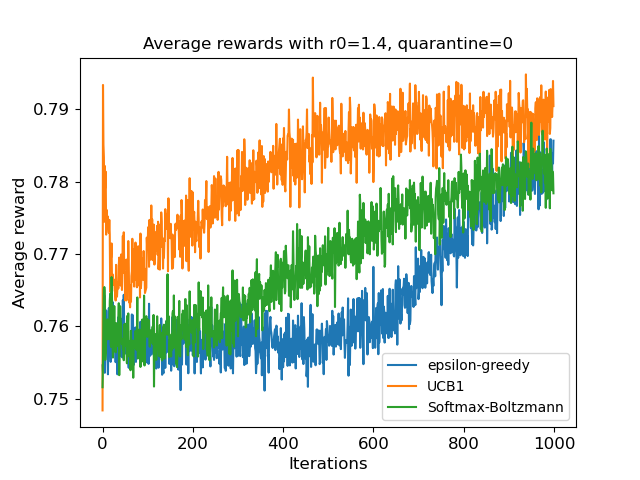 Average rewards with r0=1.4, quarantine=0
Average reward
0.79
0.78
0.77
0.76
0.75
epsilon-greedy
UCB1
Softmax-Boltzmann
0 200 400 600 800 1000
Iterations